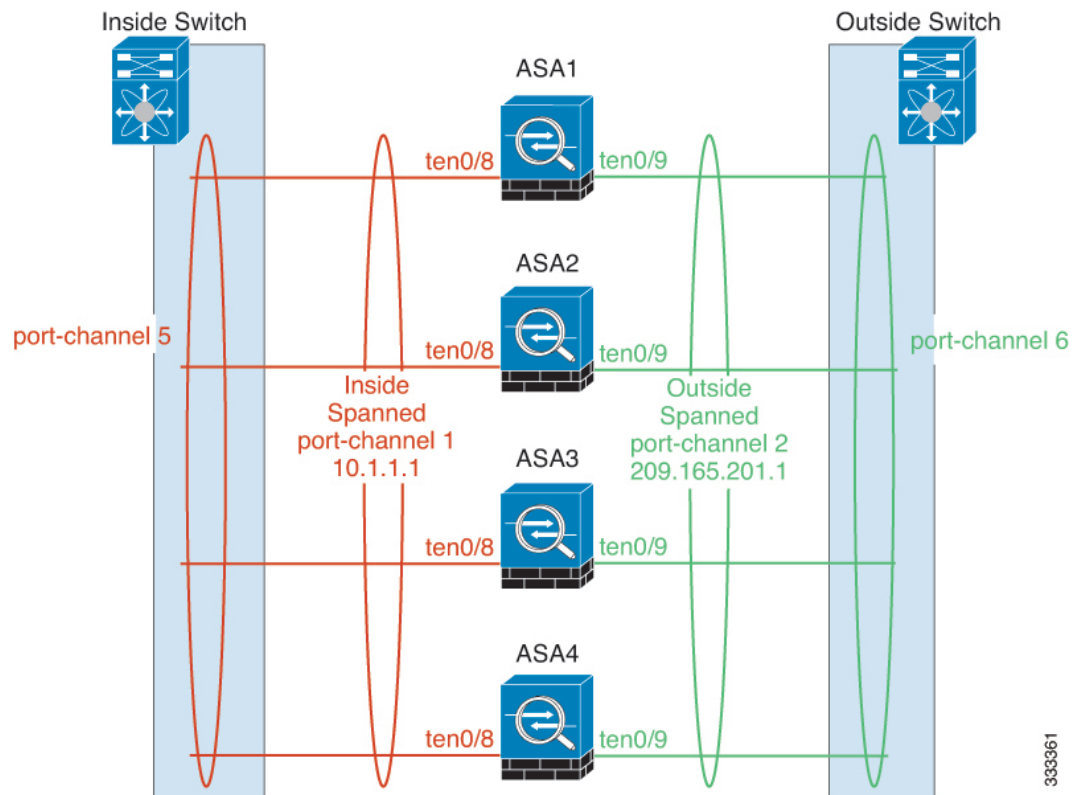 Inside Switch
Outside Switch
ASA1
ten0/8
ten0/9
ASA2
port-channel 5
ten0/8
ten0/9
port-channel 6
Inside
Spanned
port-channel 1
10.1.1.1
Outside
Spanned
port-channel 2
209.165.201.1
ASA3
ten0/8
ten0/9
ASA4
ten0/8
ten0/9
333361